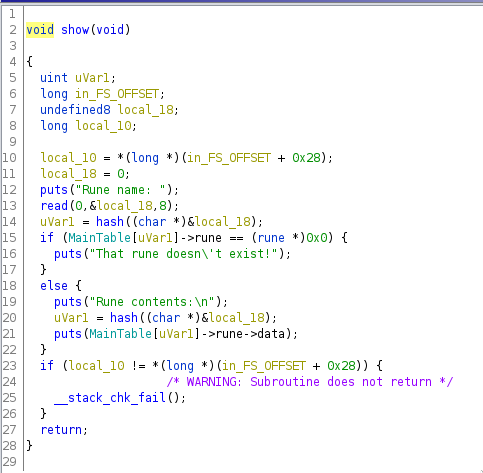 1
2 void show(void)
3
4 {
5 uint uVar1;
6 long in_FS_OFFSET;
7 undefined8 local_18;
8 long local_10;
9
10 local_10 = *(long *)(in_FS_OFFSET + 0x28);
11 local_18 = 0;
12 puts("Rune name: ");
13 read(0,&local_18,8);
14 uVar1 = hash((char *)&local_18);
15 if (MainTable[uVar1]->rune == (rune *)0x0) {
16 puts("That rune doesn\'t exist!");
17 }
18 else {
19 puts("Rune contents:\n");
20 uVar1 = hash((char *)&local_18);
21 puts(MainTable[uVar1]->rune->data);
22 }
23 if (local_10 != *(long *)(in_FS_OFFSET + 0x28)) {
24 /* WARNING: Subroutine does not return */
25 __stack_chk_fail();
26 }
27 return;
28 }
29